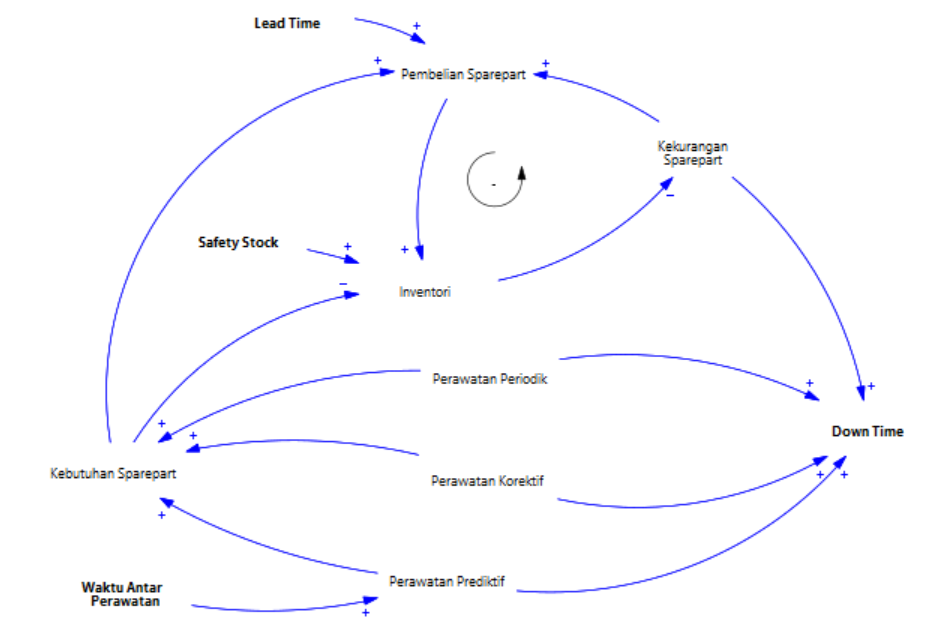 Lead Time
+
+
Pembelian Sparepart
+
Kekurangan
Sparepart
-
–
Safety Stock
+
+
–
Inventori
Perawatan Periodik
+
+
Down Time
+
+
Kebutuhan Sparepart
Perawatan Korektif
+
+
+
Perawatan Prediktif
Waktu Antar
Perawatan
+